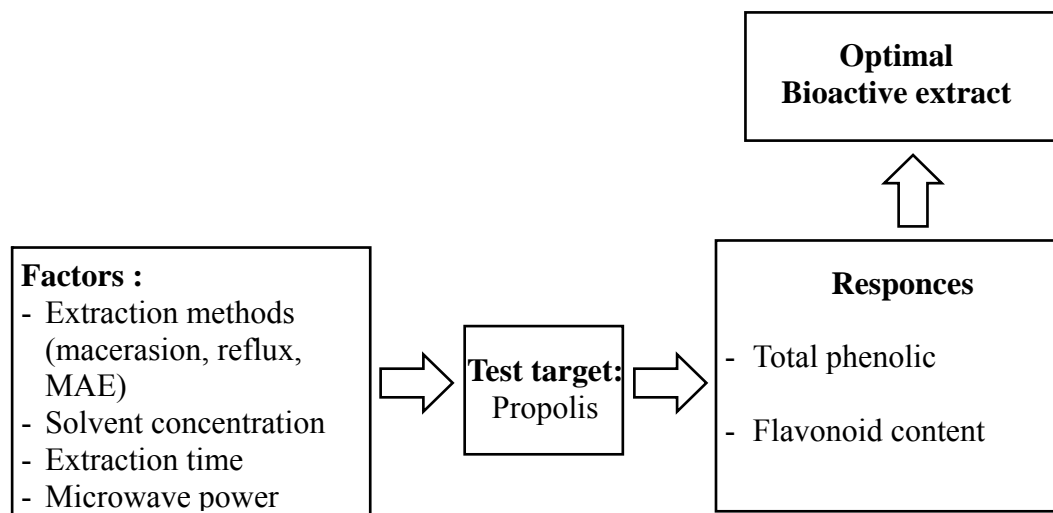 Optimal
Bioactive extract
Factors :
- Extraction methods
(macerasion, reflux,
MAE)
- Solvent concentration
- Extraction time
- Microwave power
Test target:
Propolis
Responces
- Total phenolic
- Flavonoid content